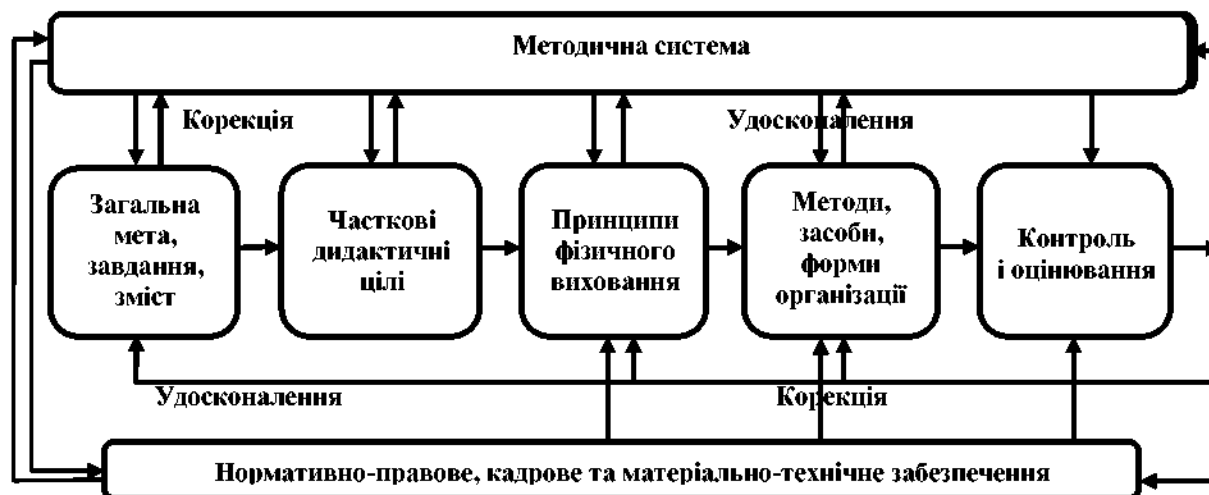 Методична система
Корекція
Удосконалення
Загальна
мета,
завдання,
зміст
Часткові
дидактичні
цілі
Принципи
фізичного
виховання
Методи,
засоби,
форми
організації
Контроль
і оцінювання
Удосконалення
Корекція
Нормативно-правове, кадрове та матеріально-технічне забезпечення